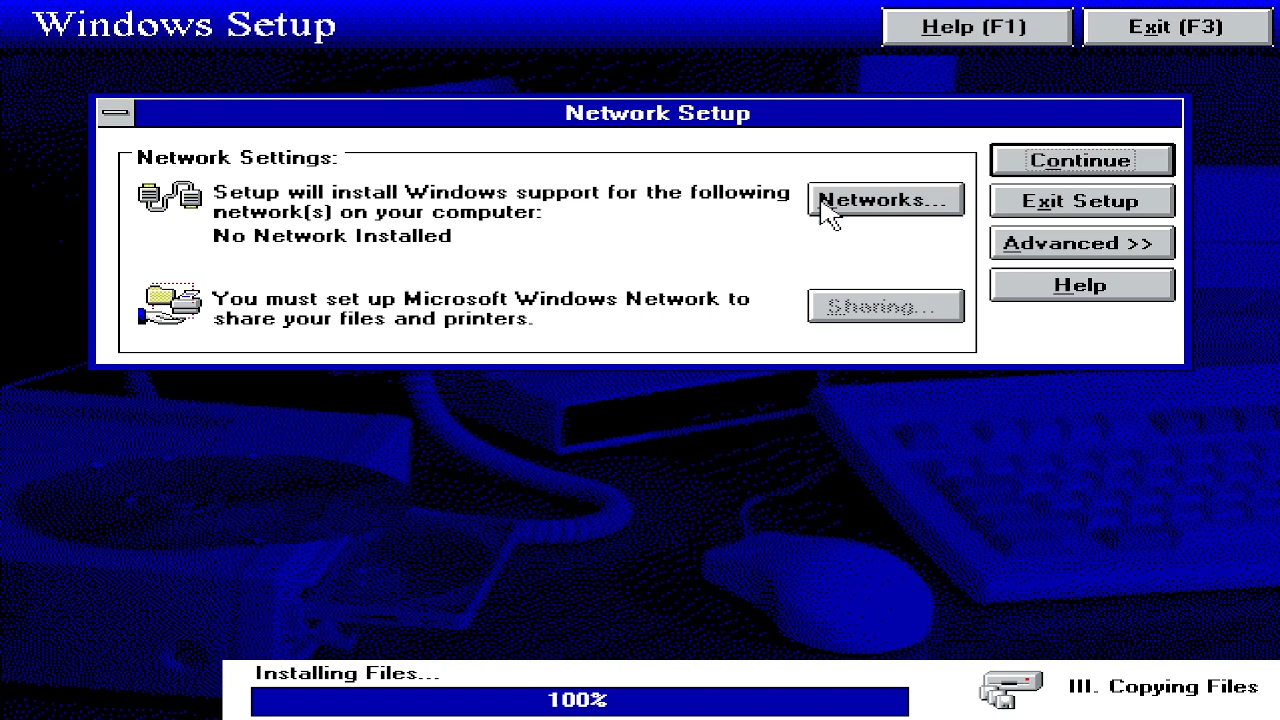 Windows Setup
Help (F1)
Exit (F3)
Network Setup
Network Settings:
Setup will install Windows support for the following
network(s) on your computer:
No Network Installed
Networks...
You must set up Microsoft Windows Network to
share your files and printers.
Sharing...
Continue
Exit Setup
Advanced >>
Help
Installing Files...
100%
III. Copying Files